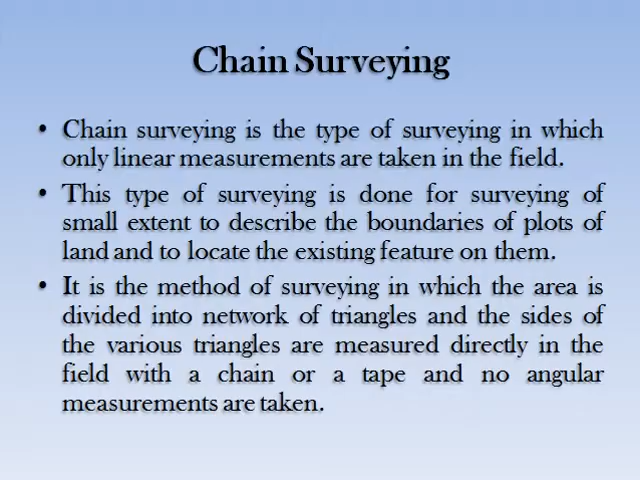 Chain Surveying
• Chain surveying is the type of surveying in which
only linear measurements are taken in the field.
• This type of surveying is done for surveying of
small extent to describe the boundaries of plots of
land and to locate the existing feature on them.
• It is the method of surveying in which the area is
divided into network of triangles and the sides of
the various triangles are measured directly in the
field with a chain or a tape and no angular
measurements are taken.